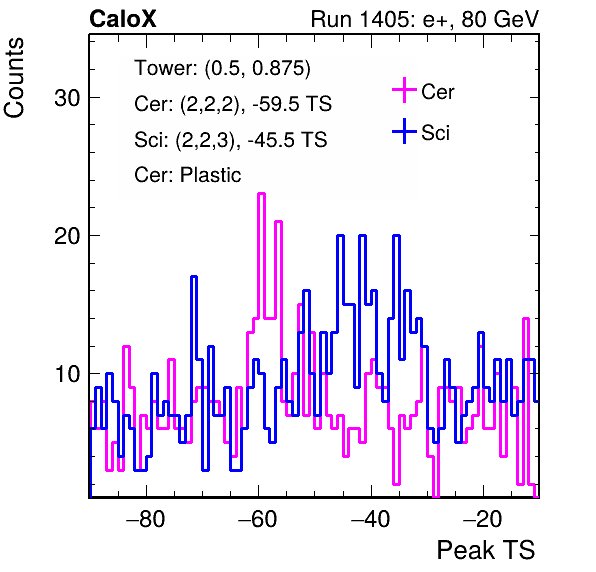 CaloX Run 1405: e+, 80 GeV
Counts
Tower: (0.5, 0.875)
Cer: (2,2,2), -59.5 TS
Sci: (2,2,3), -45.5 TS
Cer: Plastic
Cer
Sci
30
20
10
−80 −60 −40 −20
Peak TS